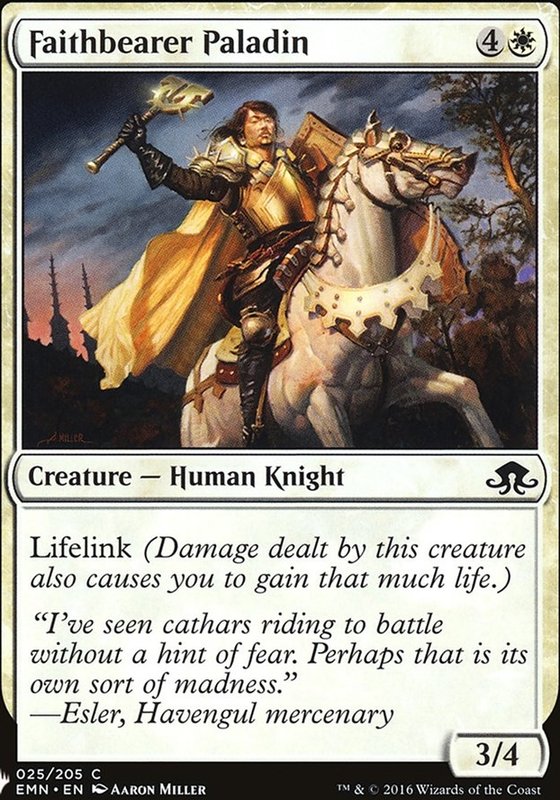 Faithbearer Paladin 4
A. MILLER
Creature — Human Knight
Lifelink (Damage dealt by this creature
also causes you to gain that much life.)
“I've seen cathars riding to battle
without a hint of fear. Perhaps that is its
own sort of madness.”
—Esler, Havengul mercenary
3/4
025/205 C
EMN • EN AARON MILLER
™ & © 2016 Wizards of the Coast